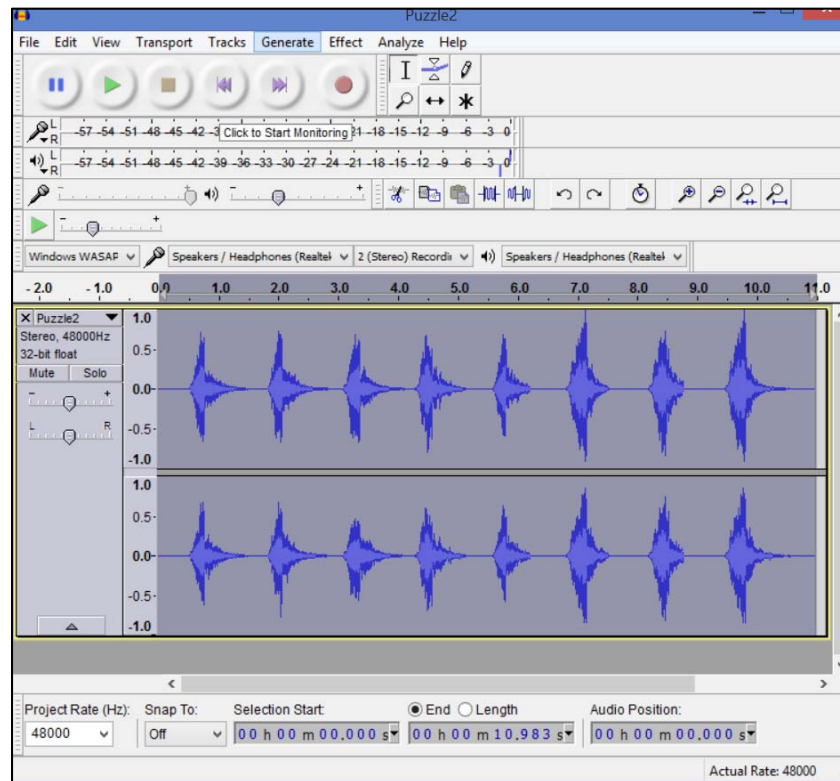 Puzzle2
File Edit View Transport Tracks Generate Effect Analyze Help
L
R
-57 -54 -51 -48 -45 -42 Click to Start Monitoring -18 -15 -12 -9 -6 -3 0
L
R
-57 -54 -51 -48 -45 -42 -39 -36 -33 -30 -27 -24 -21 -18 -15 -12 -9 -6 -3 0
- +
- +
Windows WASAP Speakers / Headphones (Realtek 2 (Stereo) Recordin Speakers / Headphones (Realtek
-2.0 -1.0 0.0 1.0 2.0 3.0 4.0 5.0 6.0 7.0 8.0 9.0 10.0 11.0
X Puzzle2 1.0
Stereo, 48000Hz
32-bit float 0.5-
Mute Solo
- + 0.0-
L R -0.5-
-1.0
1.0
0.5-
0.0-
-0.5-
-1.0
Project Rate (Hz): Snap To: Selection Start: End Length Audio Position:
48000 Off 00 h 00 m 00.000 s 00 h 00 m 10.983 s 00 h 00 m 00.000 s
Actual Rate: 48000